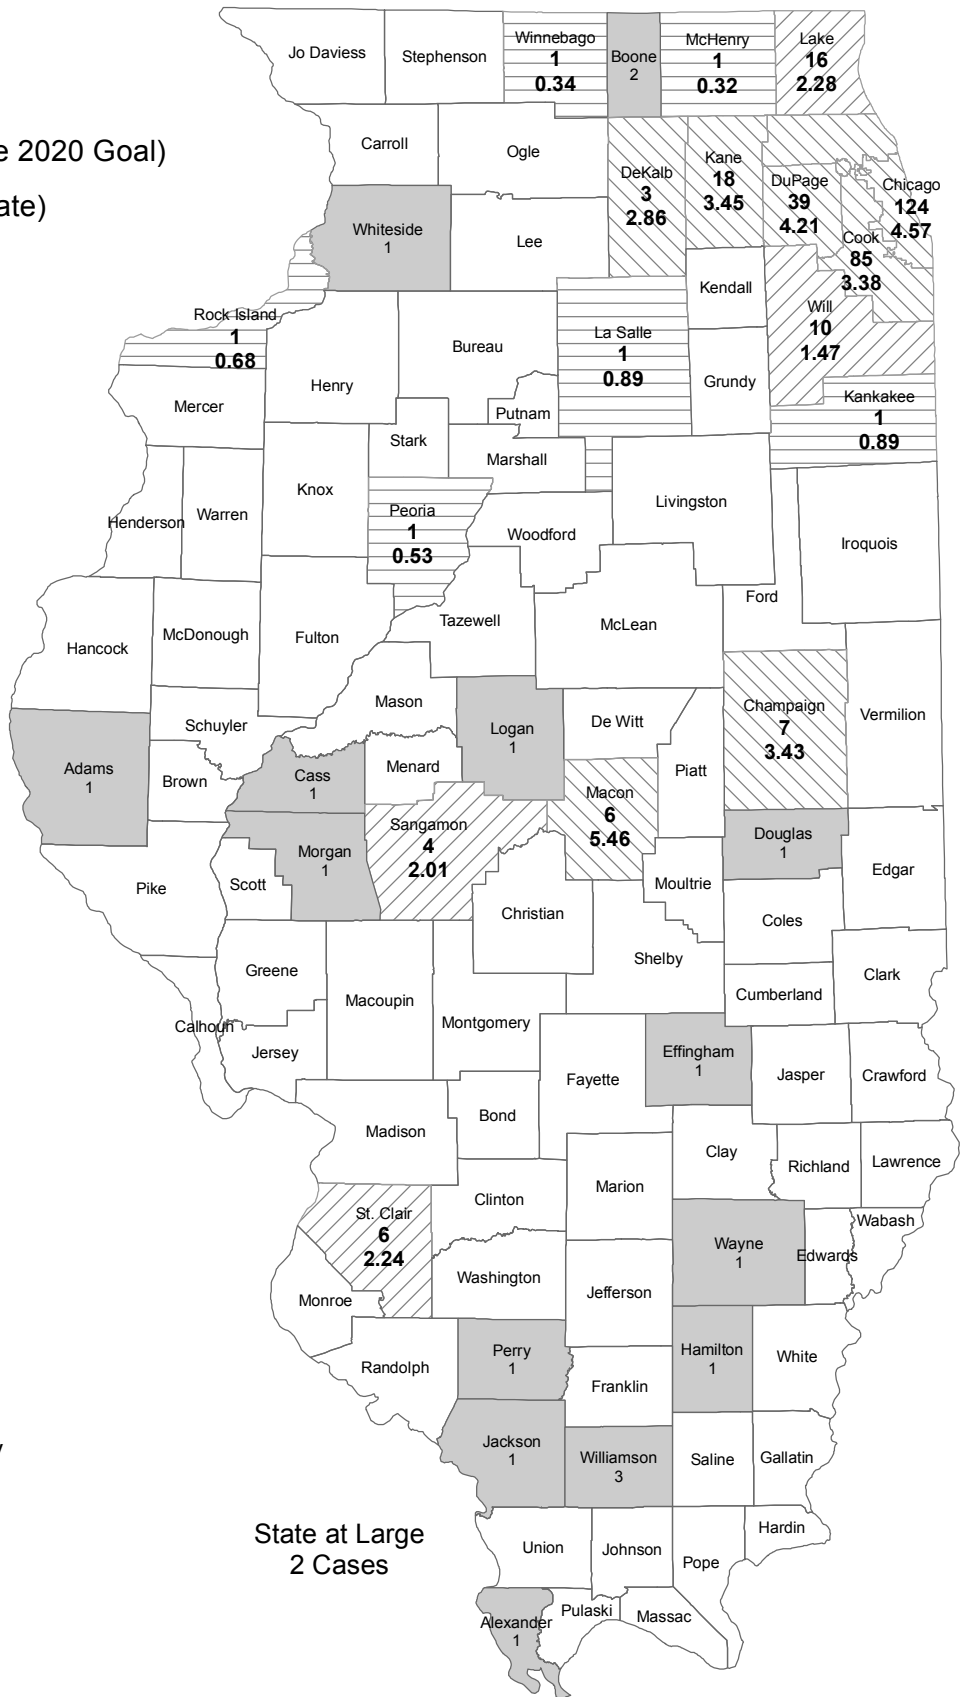 Jo Daviess
Stephenson
Winnebago
1
0.34
Boone
2
McHenry
1
0.32
Lake
16
2.28
e 2020 Goal)
ate)
Carroll
Ogle
DeKalb
3
2.86
Kane
18
3.45
DuPage
39
4.21
Chicago
124
4.57
Cook
85
3.38
Whiteside
1
Lee
Kendall
Rock Island
1
0.68
Bureau
La Salle
1
0.89
Will
10
1.47
Henry
Grundy
Mercer
Putnam
Kankakee
1
0.89
Stark
Marshall
Knox
Livingston
Henderson
Warren
Peoria
1
0.53
Woodford
Iroquois
Ford
Hancock
McDonough
Fulton
Tazewell
McLean
Mason
Schuyler
Logan
1
De Witt
Champaign
7
3.43
Vermilion
Adams
1
Brown
Cass
1
Menard
Piatt
Macon
6
5.46
Sangamon
4
2.01
Douglas
1
Morgan
1
Scott
Pike
Moultrie
Edgar
Christian
Coles
Shelby
Greene
Macoupin
Clark
Cumberland
Montgomery
Calhoun
Jersey
Effingham
1
Fayette
Jasper
Crawford
Bond
Madison
Clay
Richland
Lawrence
Marion
Clinton
St. Clair
6
2.24
Wayne
1
Edwards
Wabash
Washington
Jefferson
Monroe
Randolph
Perry
1
Hamilton
1
White
Franklin
Jackson
1
Williamson
3
Saline
Gallatin
State at Large
2 Cases
Union
Johnson
Pope
Hardin
Alexander
1
Pulaski
Massac